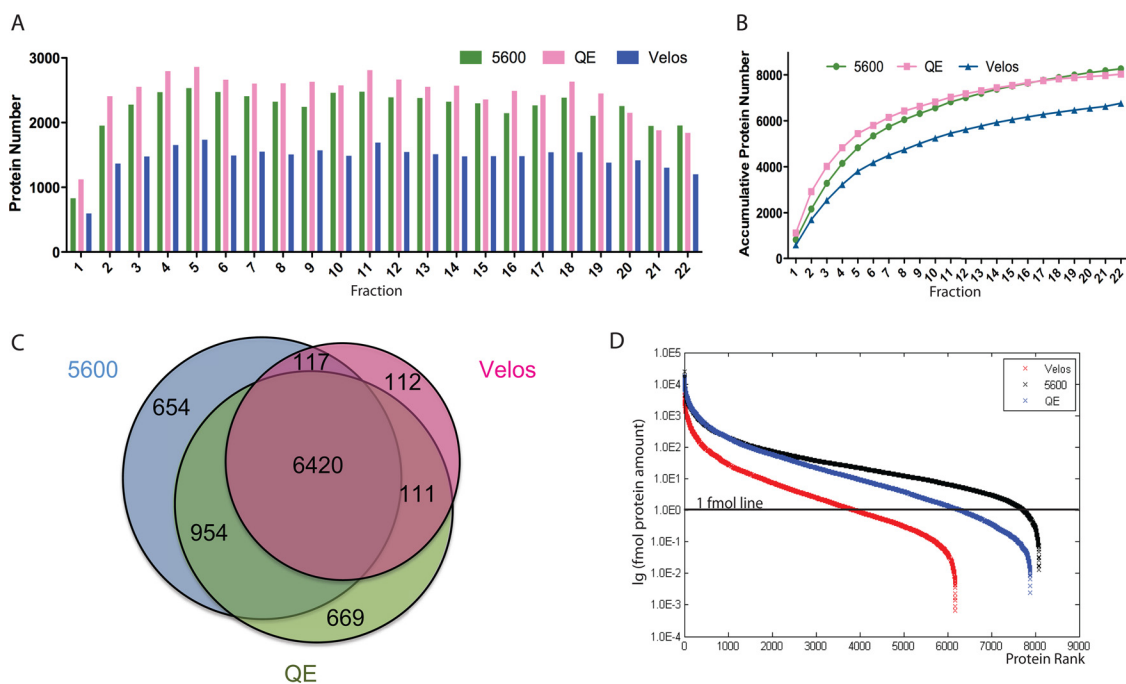 A
3000
2000
1000
0
Protein Number
5600 QE Velos
1 2 3 4 5 6 7 8 9 10 11 12 13 14 15 16 17 18 19 20 21 22
Fraction
B
8000
6000
4000
2000
0
Accumulative Protein Number
5600 QE Velos
1 2 3 4 5 6 7 8 9 10 11 12 13 14 15 16 17 18 19 20 21 22
Fraction
C
5600
Velos
117
112
654
6420
111
954
669
QE
D
1.0E5
1.0E4
1.0E3
1.0E2
1.0E1
1.0E0
1.0E-1
1.0E-2
1.0E-3
1.0E-4
lg (fmol protein amount)
Velos
5600
QE
1 fmol line
0 1000 2000 3000 4000 5000 6000 7000 8000 9000
Protein Rank